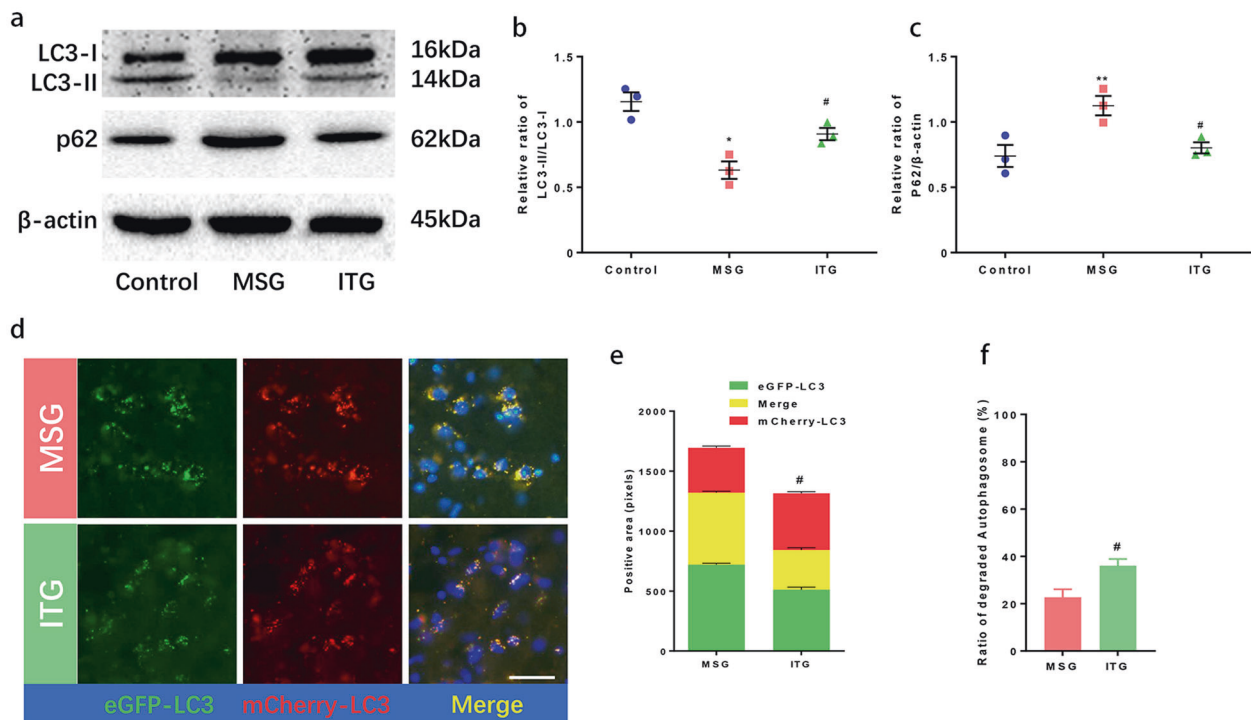 a
LC3-I
LC3-II
p62
β-actin
16kDa
14kDa
62kDa
45kDa
Control MSG ITG
b
Relative ratio of
LC3-II/LC3-I
1.5
1.0
0.5
0
*
#
Control MSG ITG
c
Relative ratio of
P62/β-actin
1.5
1.0
0.5
0
**
#
Control MSG ITG
d
MSG
ITG
eGFP-LC3 mCherry-LC3 Merge
e
eGFP-LC3
Merge
mCherry-LC3
Positive area (pixels)
2000
1500
1000
500
0
#
MSG ITG
f
Ratio of degraded Autophagosome (%)
100
80
60
40
20
0
#
MSG ITG